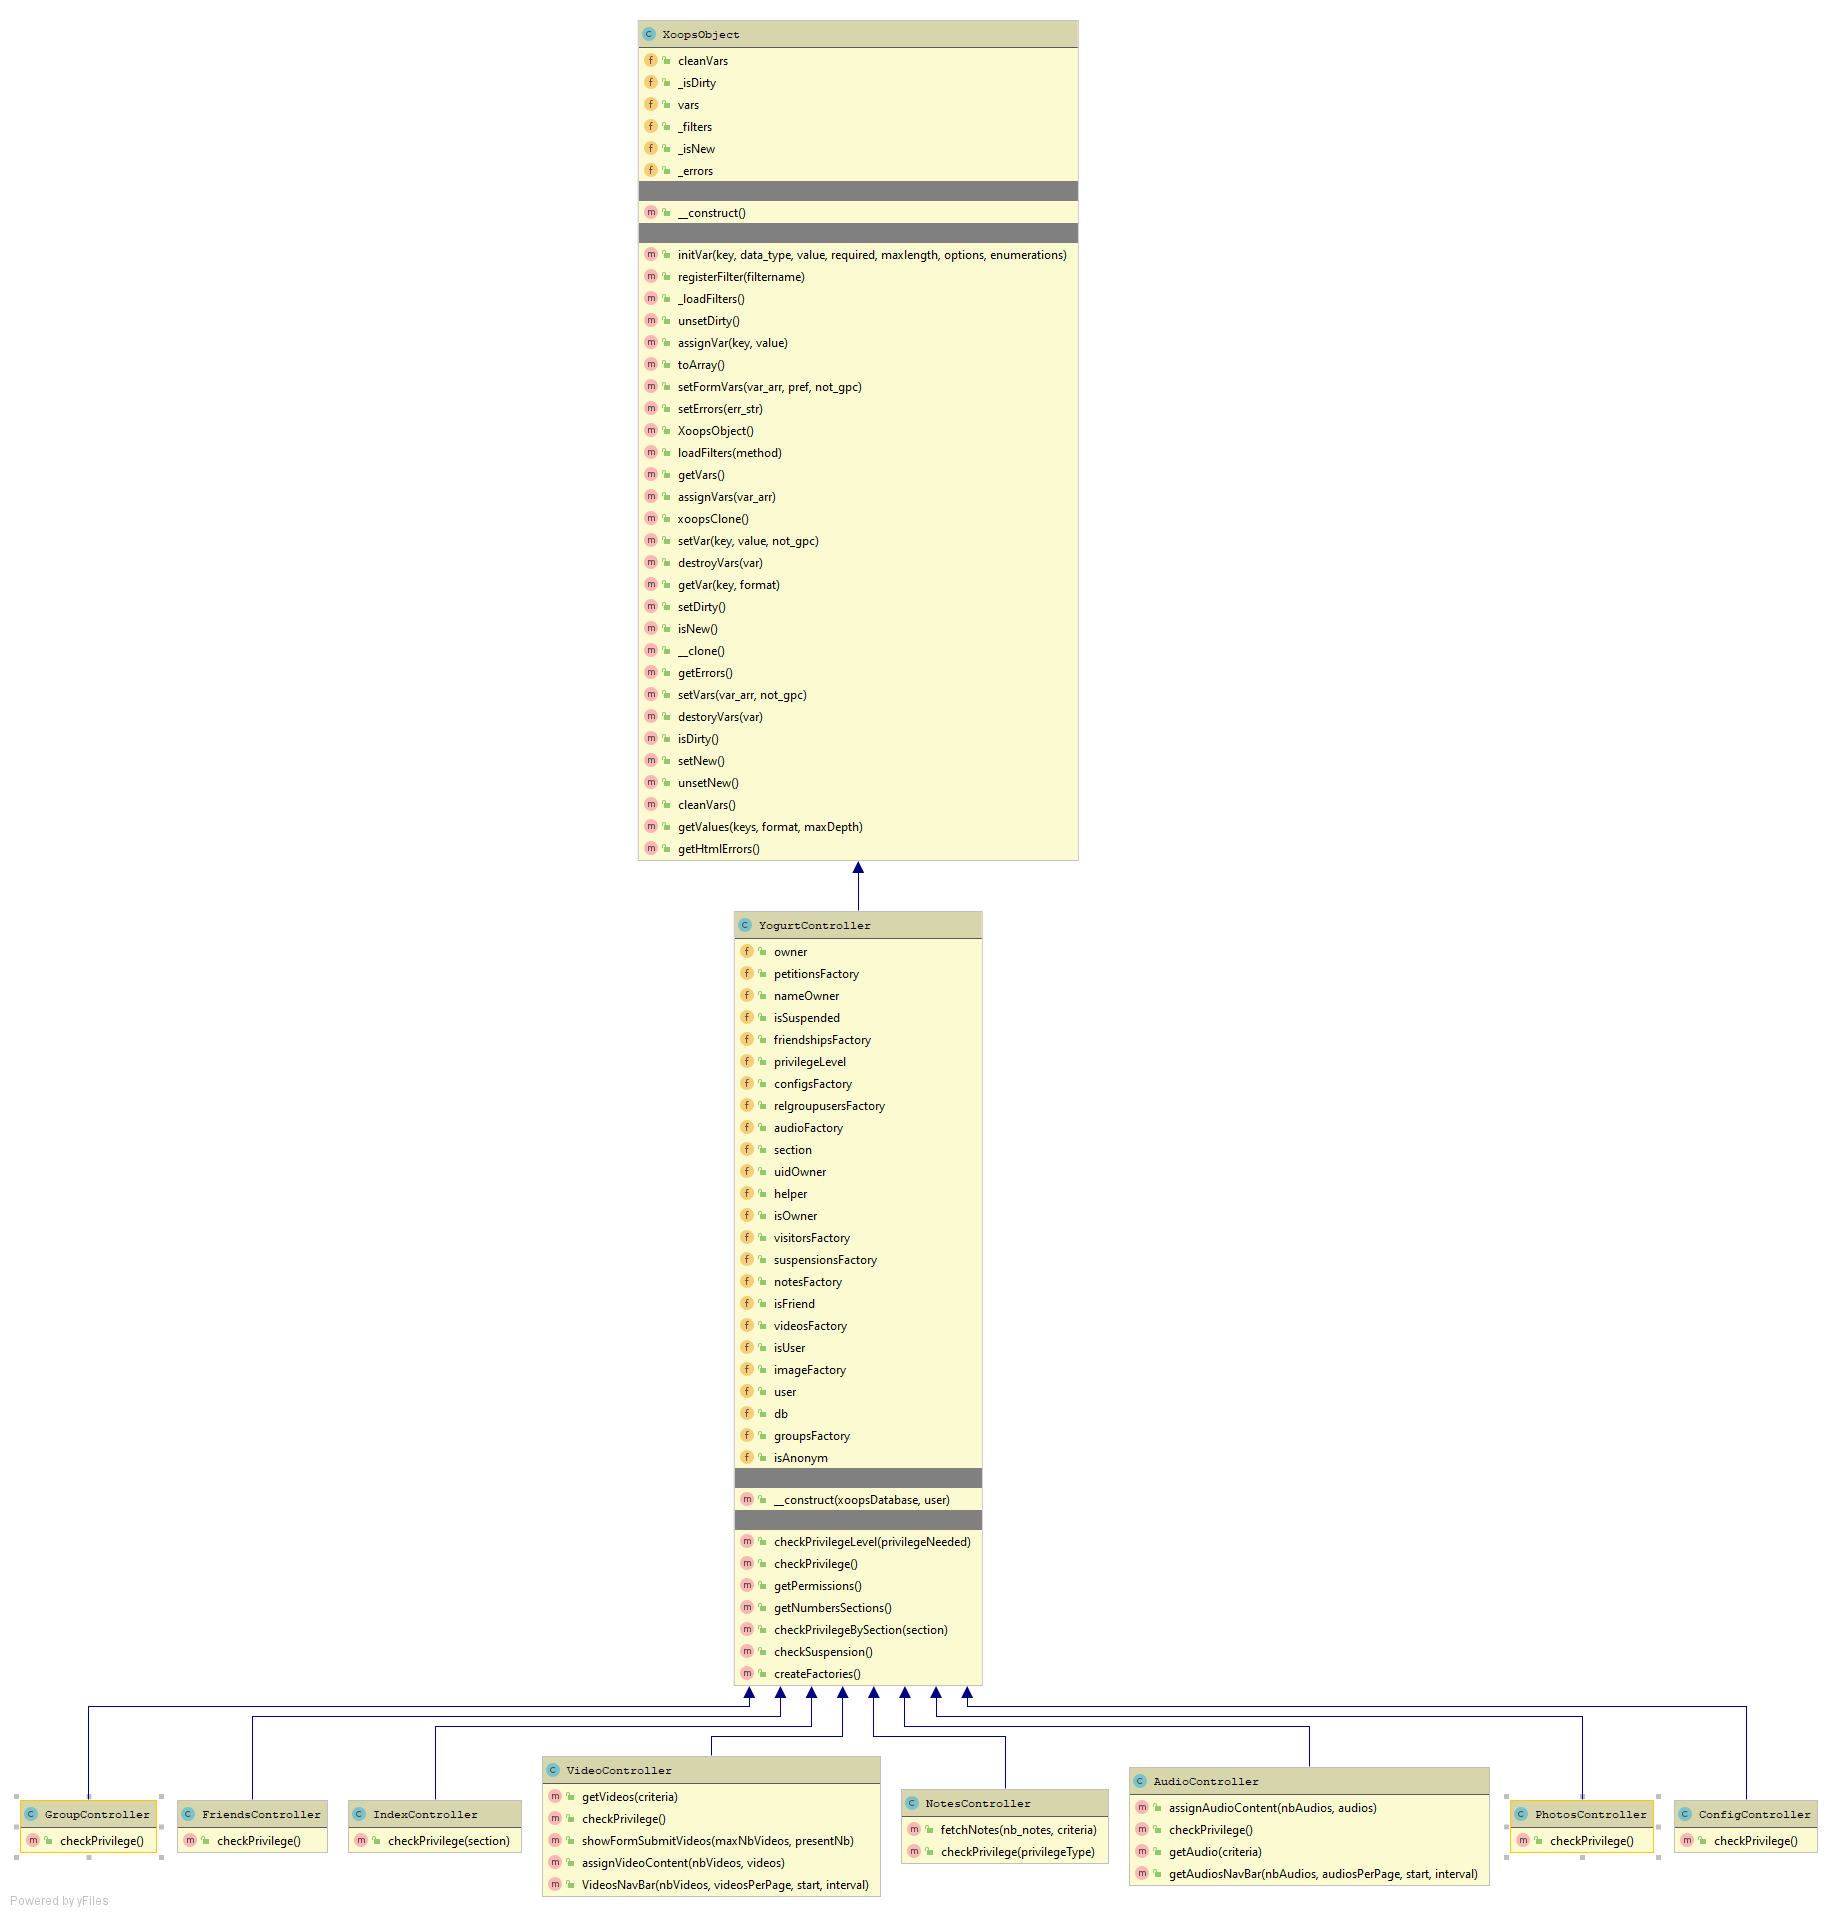 XoopsObject
cleanVars
_isDirty
vars
_filters
_isNew
_errors
__construct()
initVar(key, data_type, value, required, maxlength, options, enumerations)
registerFilter(filtername)
_loadFilters()
unsetDirty()
assignVar(key, value)
toArray()
setFormVars(var_arr, pref, not_gpc)
setErrors(err_str)
XoopsObject()
loadFilters(method)
getVars()
assignVars(var_arr)
xoopsClone()
setVar(key, value, not_gpc)
destroyVars(var)
getVar(key, format)
setDirty()
isNew()
__clone()
getErrors()
setVars(var_arr, not_gpc)
destoryVars(var)
isDirty()
setNew()
unsetNew()
cleanVars()
getValues(keys, format, maxDepth)
getHtmlErrors()
YogurtController
owner
petitionsFactory
nameOwner
isSuspended
friendshipsFactory
privilegeLevel
configsFactory
relgroupusersFactory
audioFactory
section
uidOwner
helper
isOwner
visitorsFactory
suspensionsFactory
notesFactory
isFriend
videosFactory
isUser
imageFactory
user
db
groupsFactory
isAnonym
__construct(xoopsDatabase, user)
checkPrivilegeLevel(privilegeNeeded)
checkPrivilege()
getPermissions()
getNumbersSections()
checkPrivilegeBySection(section)
checkSuspension()
createFactories()
GroupController
checkPrivilege()
FriendsController
checkPrivilege()
IndexController
checkPrivilege(section)
VideoController
getVideos(criteria)
checkPrivilege()
showFormSubmitVideos(maxNbVideos, presentNb)
assignVideoContent(nbVideos, videos)
VideosNavBar(nbVideos, videosPerPage, start, interval)
NotesController
fetchNotes(nb_notes, criteria)
checkPrivilege(privilegeType)
AudioController
assignAudioContent(nbAudios, audios)
checkPrivilege()
getAudio(criteria)
getAudiosNavBar(nbAudios, audiosPerPage, start, interval)
PhotosController
checkPrivilege()
ConfigController
checkPrivilege()
Powered by yFiles